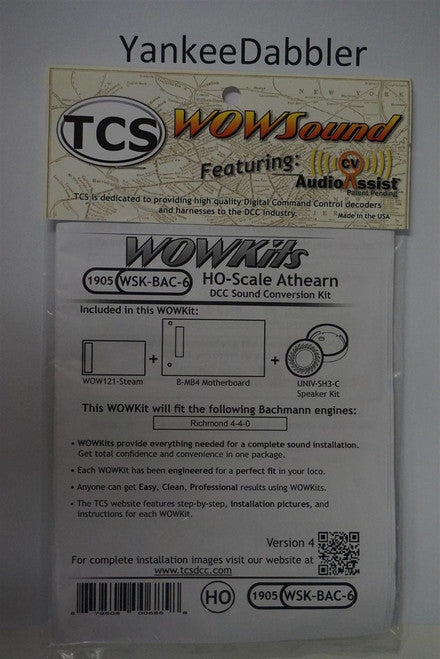 YankeeDabbler
TCS
WOWSound
Featuring:
CV
AudioAssist
Patent Pending
TCS is dedicated to providing high quality Digital Command Control decoders
and harnesses to the DCC industry.
Made in the USA
WOWKits
1905 WSK-BAC-6
HO-Scale Athearn
DCC Sound Conversion Kit
Included in this WOWKit:
+
+
WOW121-Steam
B-MB4 Motherboard
UNIV-SH3-C
Speaker Kit
This WOWKit will fit the following Bachmann engines:
Richmond 4-4-0
• WOWKits provide everything needed for a complete sound installation.
Get total confidence and convenience in one package.
• Each WOWKit has been engineered for a perfect fit in your loco.
• Anyone can get Easy, Clean, Professional results using WOWKits.
• The TCS website features step-by-step, installation pictures, and
instructions for each WOWKit.
Version 4
For complete installation images visit our website at
www.tcsdcc.com
HO
1905 WSK-BAC-6